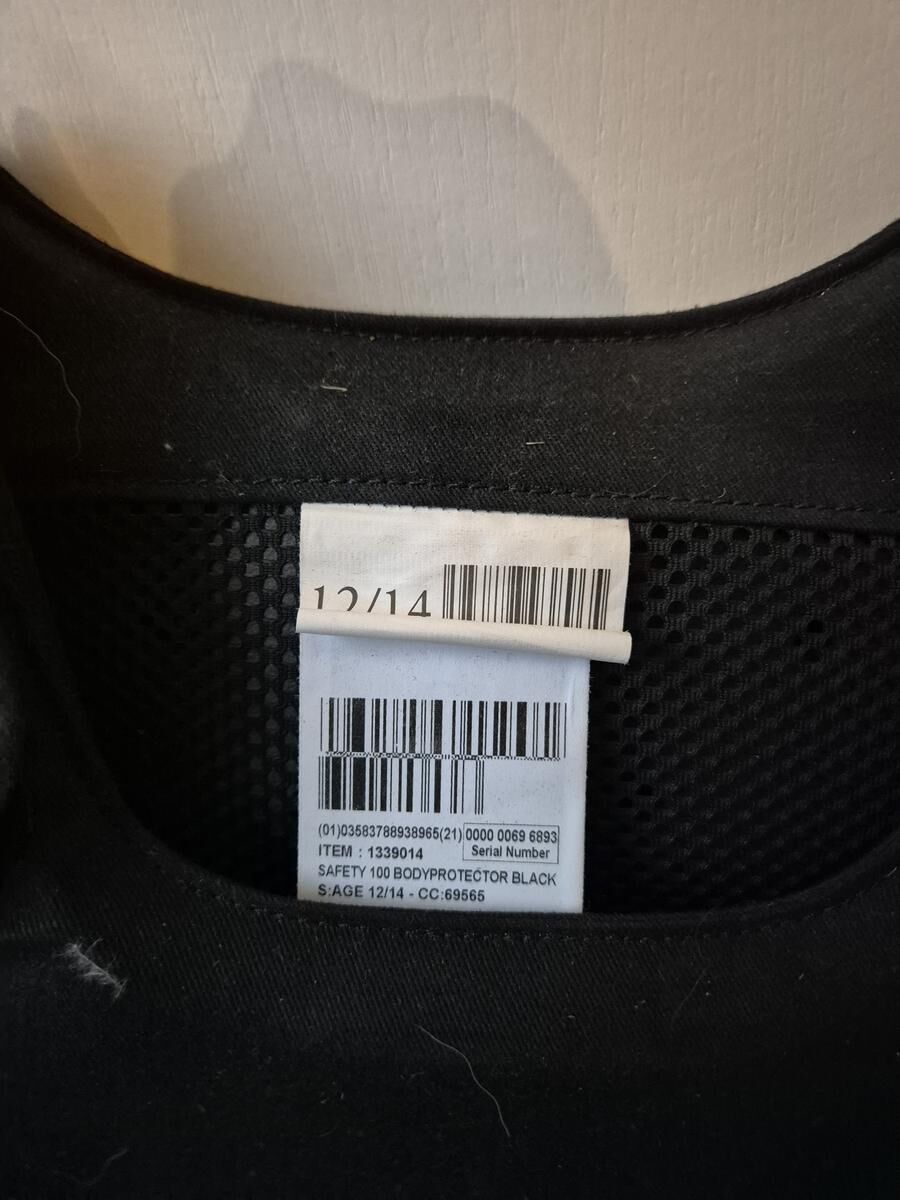 12/14
(01)03583788938965(21) 0000 0069 6893
Serial Number
ITEM : 1339014
SAFETY 100 BODYPROTECTOR BLACK
S:AGE 12/14 - CC:69565